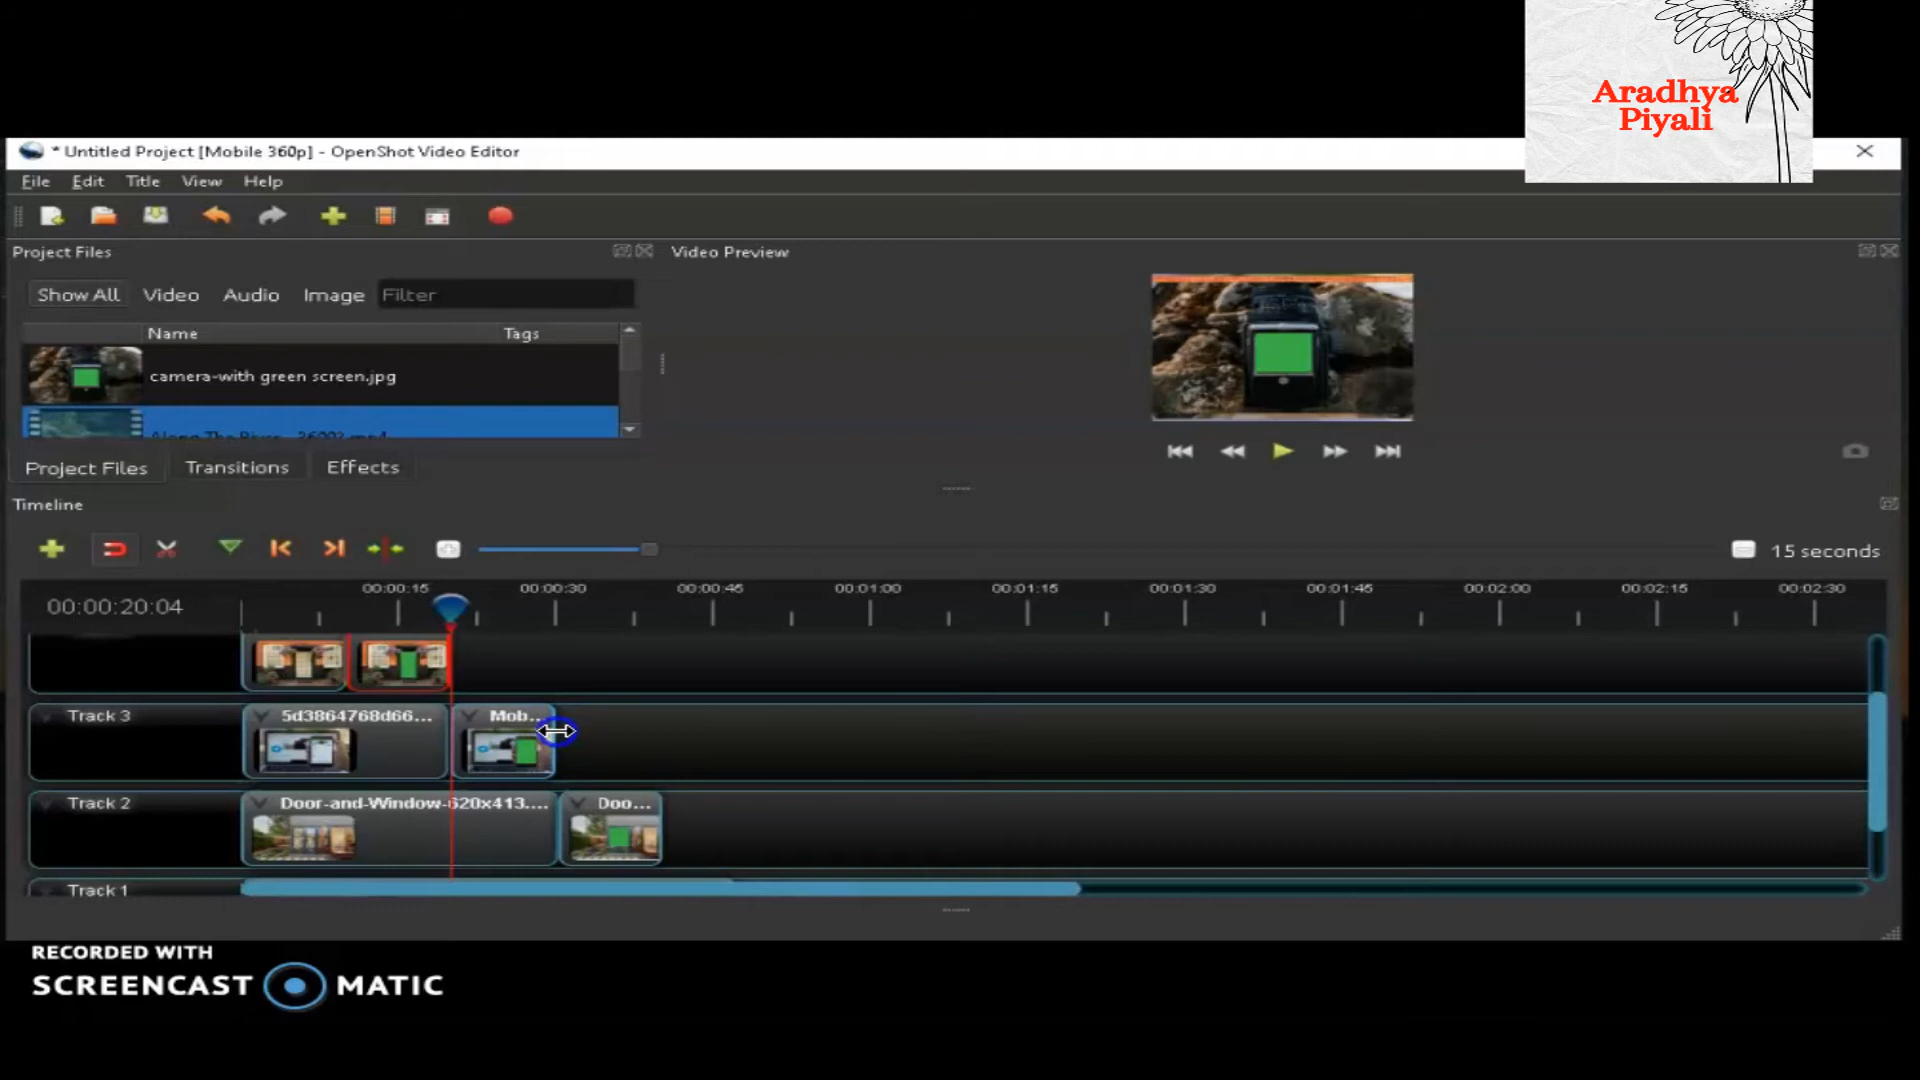 Aradhya
Piyali
* Untitled Project [Mobile 360p] - OpenShot Video Editor
File Edit Title View Help
Project Files
Video Preview
Show All Video Audio Image Filter
Name Tags
camera-with green screen.jpg
Along The River
Project Files Transitions Effects
Timeline
15 seconds
00:00:20:04
00:00:15 00:00:30 00:00:45 00:01:00 00:01:15 00:01:30 00:01:45 00:02:00 00:02:15 00:02:30
Track 3
5d3864768d66... Mob...
Track 2
Door-and-Window-620x413.... Doo...
Track 1
RECORDED WITH
SCREENCAST MATIC